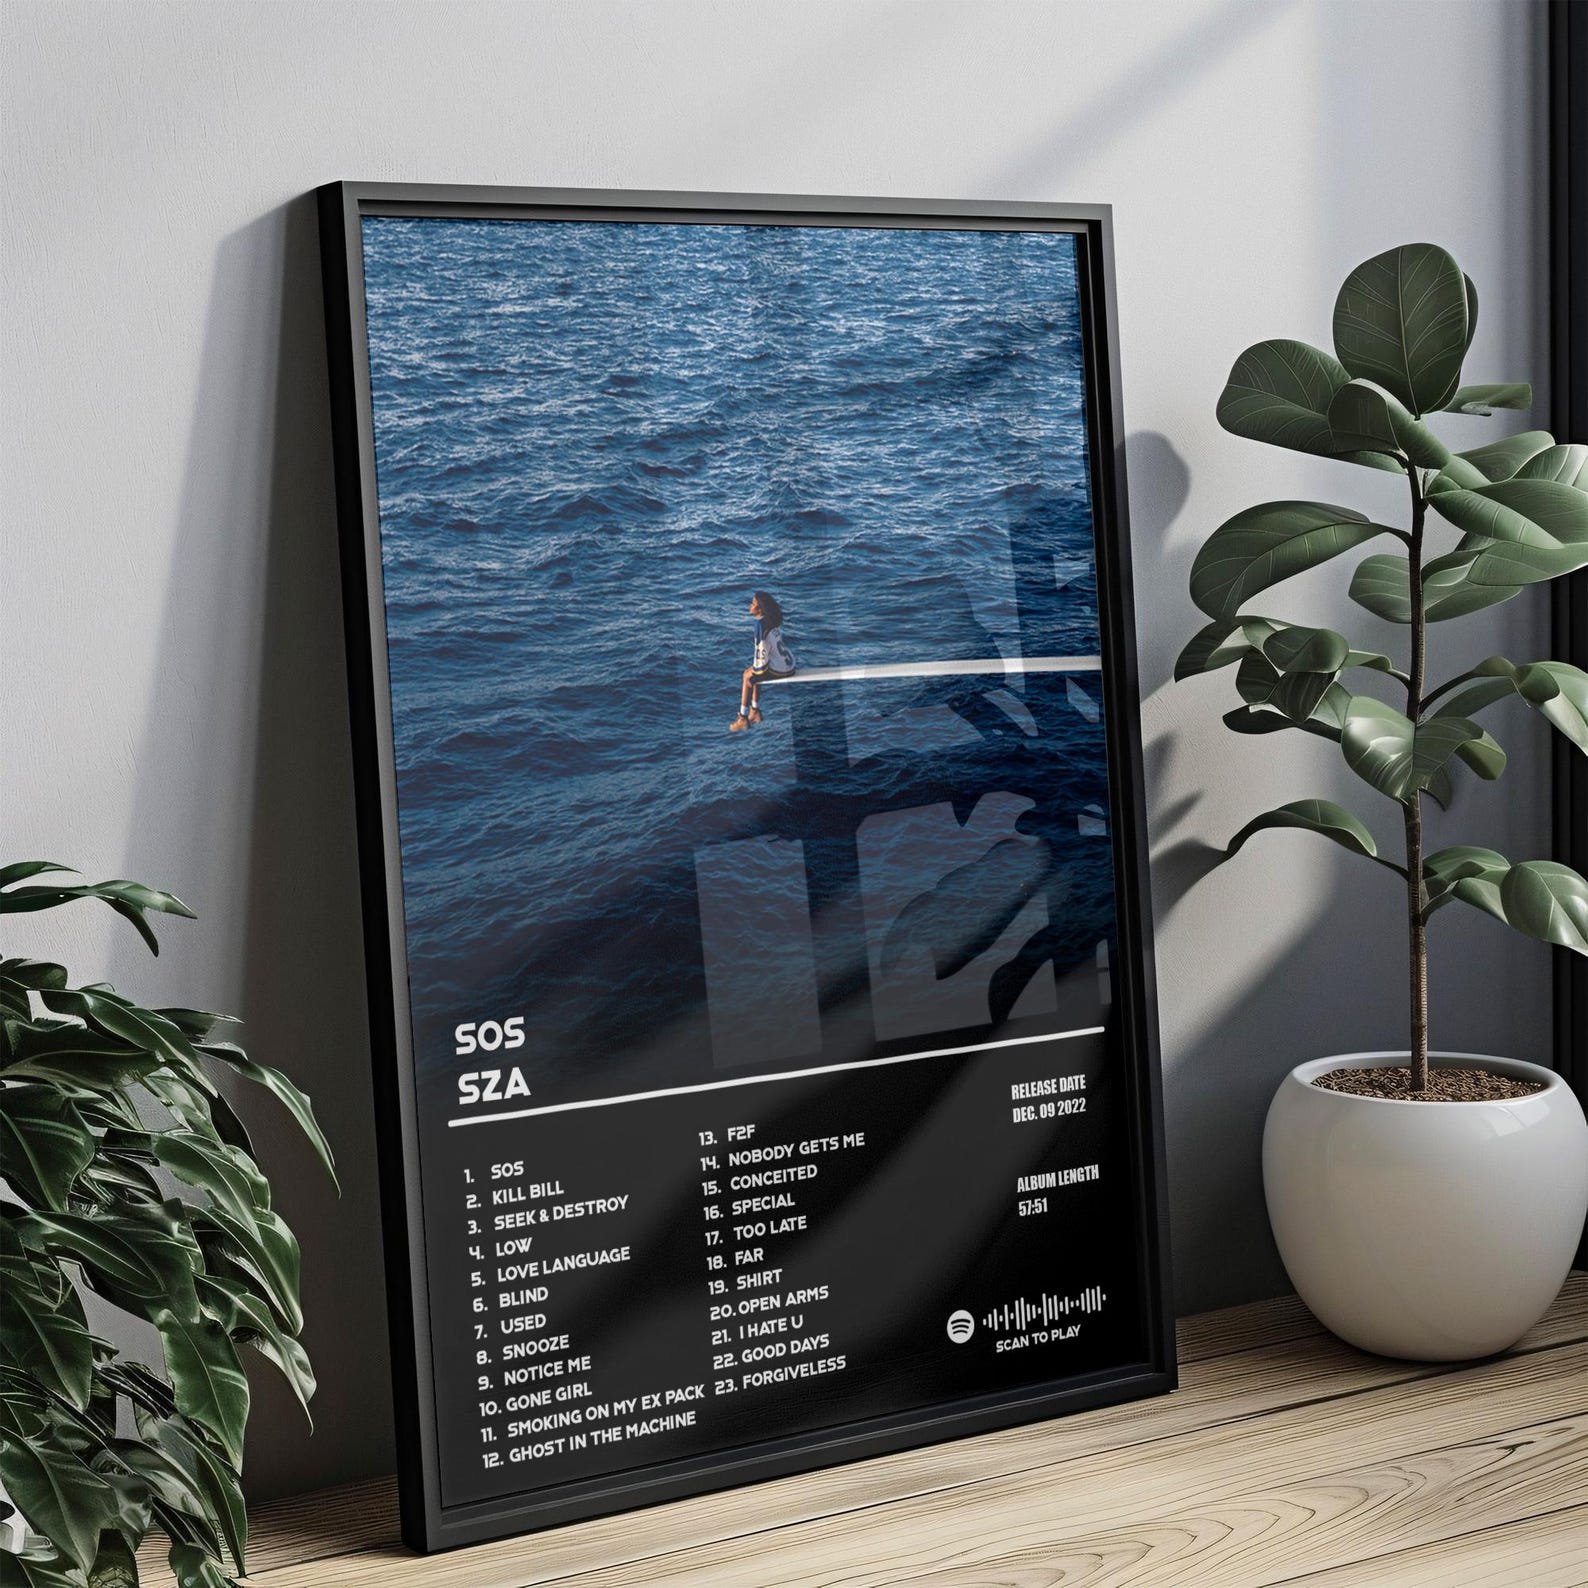 SOS
SZA
1. SOS
2. KILL BILL
3. SEEK & DESTROY
4. LOW
5. LOVE LANGUAGE
6. BLIND
7. USED
8. SNOOZE
9. NOTICE ME
10. GONE GIRL
11. SMOKING ON MY EX PACK
12. GHOST IN THE MACHINE
13. F2F
14. NOBODY GETS ME
15. CONCEITED
16. SPECIAL
17. TOO LATE
18. FAR
19. SHIRT
20. OPEN ARMS
21. I HATE U
22. GOOD DAYS
23. FORGIVELESS
RELEASE DATE
DEC. 09 2022
ALBUM LENGTH
57:51
SCAN TO PLAY